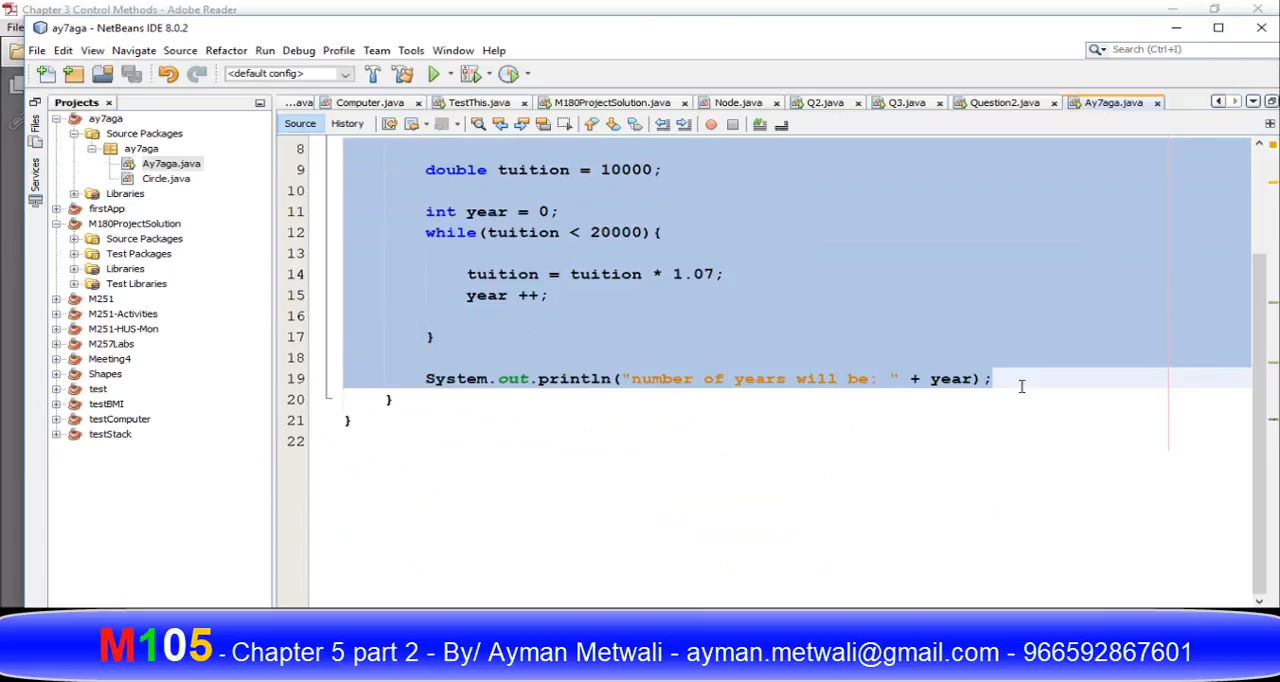 Chapter 3 Control Methods - Adobe Reader
File
ay7aga - NetBeans IDE 8.0.2
File Edit View Navigate Source Refactor Run Debug Profile Team Tools Window Help
Search (Ctrl+I)
<default config>
Projects
...ava Computer.java TestThis.java M180ProjectSolution.java Node.java Q2.java Q3.java Question2.java Ay7aga.java
Files
Services
Source History
ay7aga
Source Packages
ay7aga
Ay7aga.java
Circle.java
Libraries
firstApp
M180ProjectSolution
Source Packages
Test Packages
Libraries
Test Libraries
M251
M251-Activities
M251-HUS-Mon
M257Labs
Meeting4
Shapes
test
testBMI
testComputer
testStack
8
9 double tuition = 10000;
10
11 int year = 0;
12 while(tuition < 20000){
13
14 tuition = tuition * 1.07;
15 year ++;
16
17 }
18
19 System.out.println("number of years will be: " + year);
20 }
21 }
22
M105 - Chapter 5 part 2 - By/ Ayman Metwali - ayman.metwali@gmail.com - 966592867601